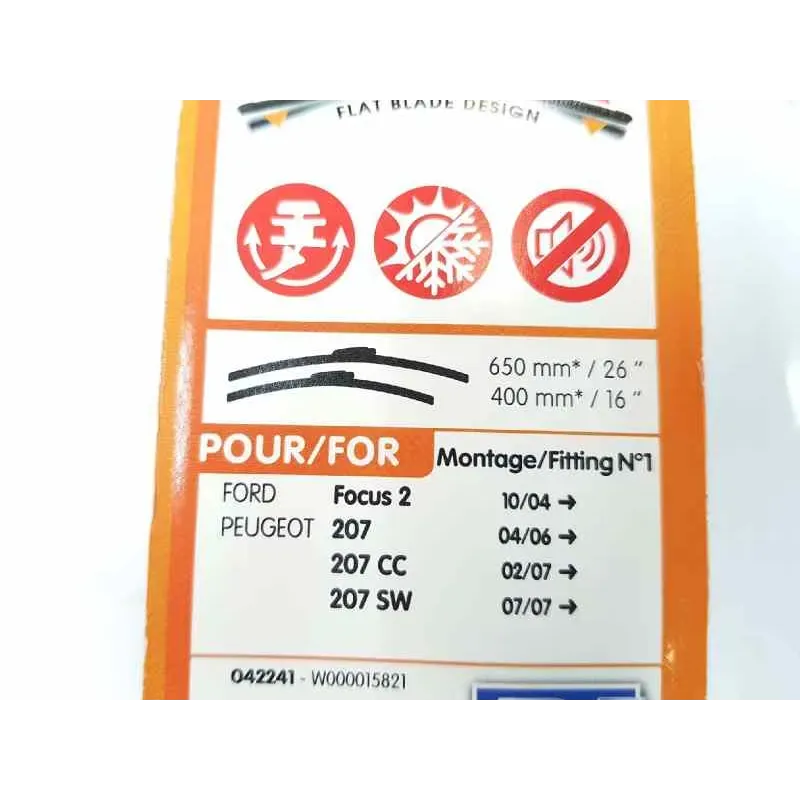 FLAT BLADE DESIGN
650 mm* / 26 "
400 mm* / 16 "
POUR/FOR Montage/Fitting N°1
FORD Focus 2 10/04 →
PEUGEOT 207 04/06 →
207 CC 02/07 →
207 SW 07/07 →
042241 - W000015821